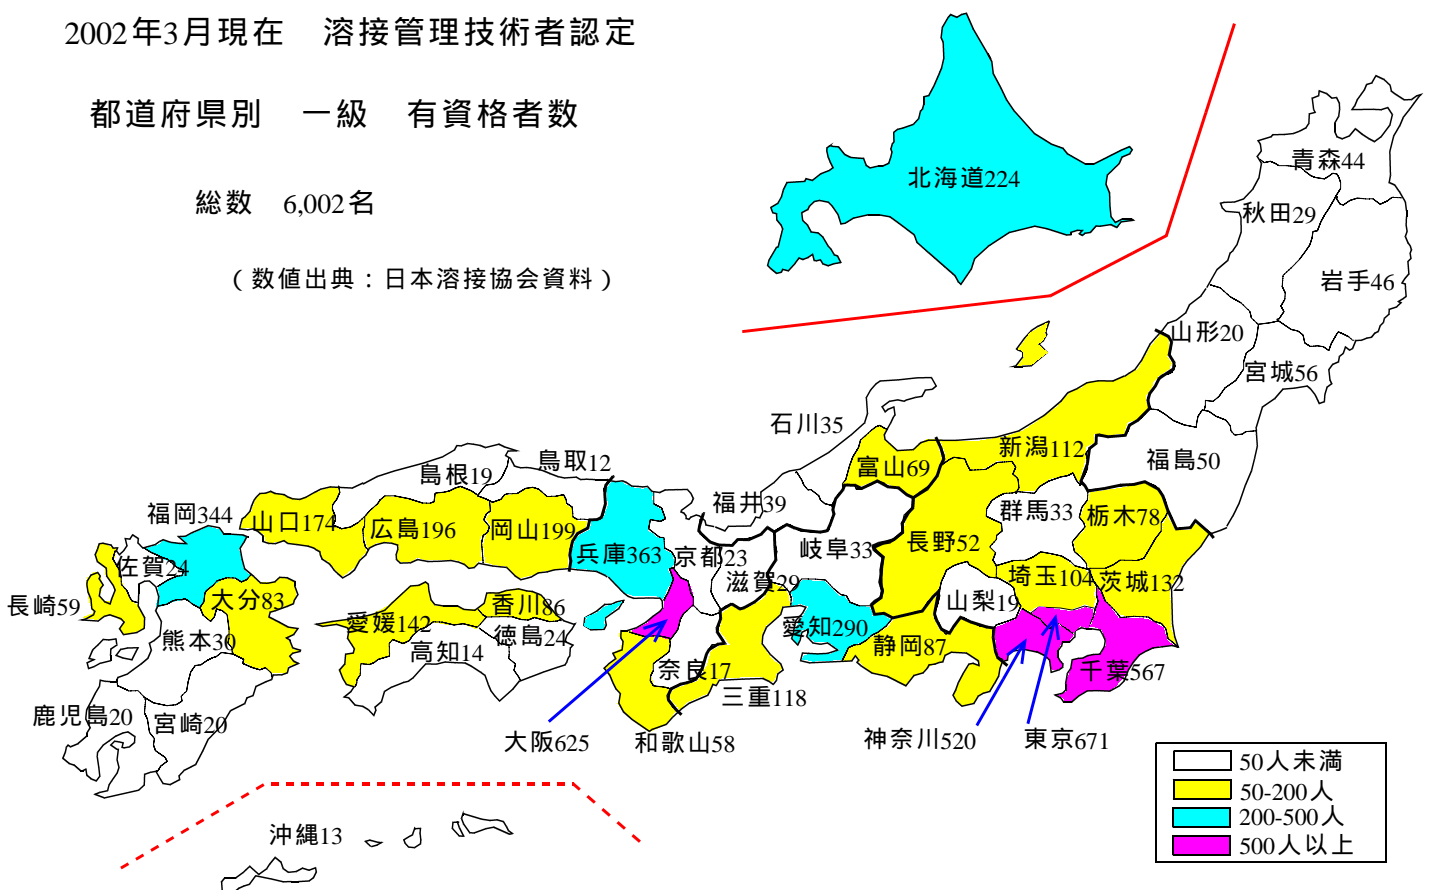 2002年3月現在　溶接管理技術者認定
都道府県別　一級　有資格者数
総数　6,002名
（数値出典：日本溶接協会資料）
北海道224
青森44
秋田29
岩手46
山形20
宮城56
福島50
新潟112
石川35
富山69
福井39
群馬33
栃木78
長野52
岐阜33
埼玉104
茨城132
山梨19
千葉567
神奈川520
東京671
静岡87
愛知290
三重118
滋賀29
京都23
奈良17
和歌山58
大阪625
兵庫363
鳥取12
島根19
岡山199
広島196
山口174
香川86
徳島24
愛媛142
高知14
福岡344
佐賀24
長崎59
大分83
熊本30
宮崎20
鹿児島20
沖縄13
50人未満
50-200人
200-500人
500人以上